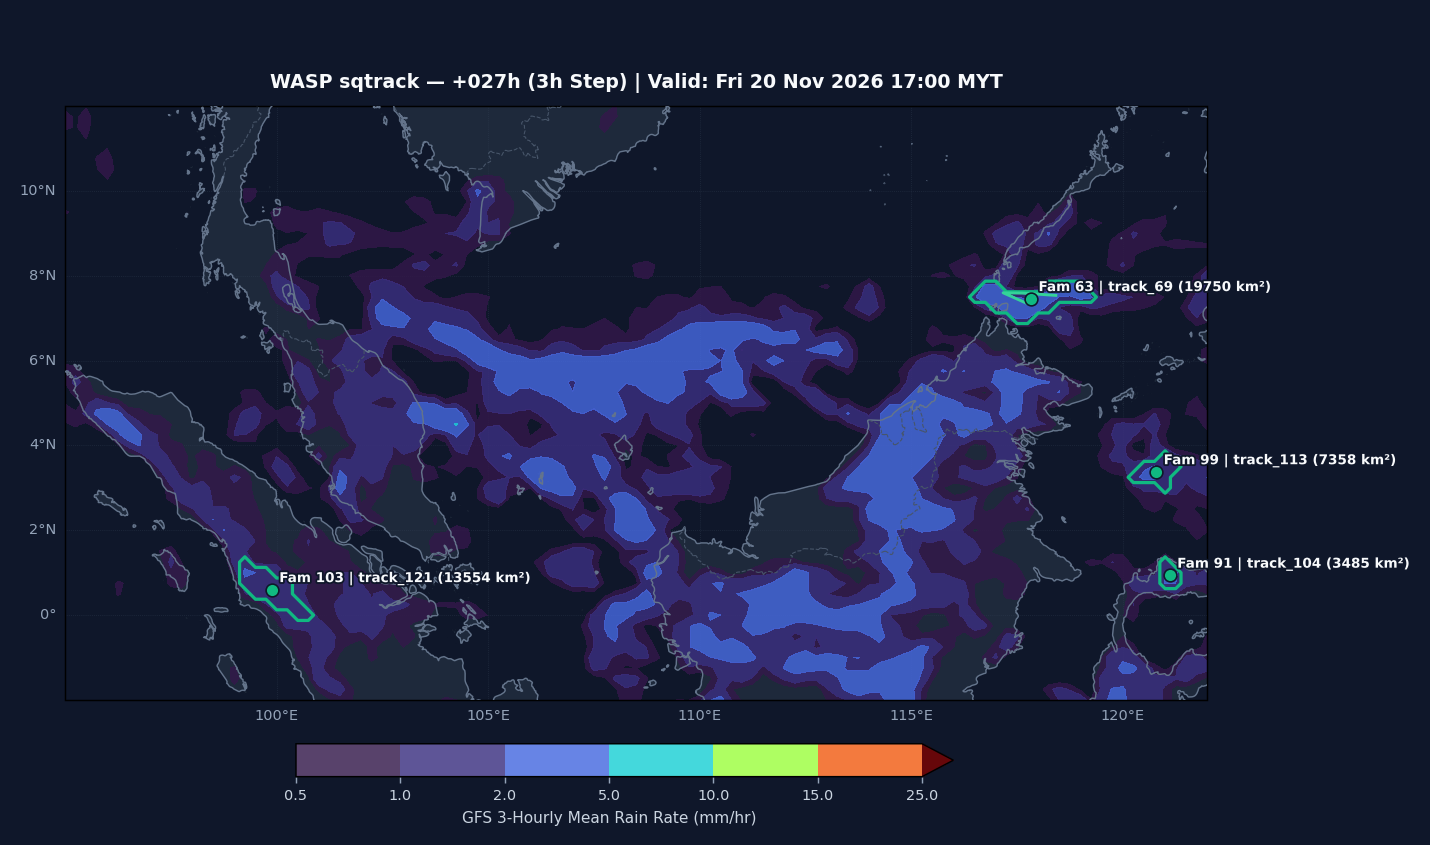 WASP sqtrack — +027h (3h Step) | Valid: Fri 20 Nov 2026 17:00 MYT
10°N
8°N
6°N
4°N
2°N
0°
Fam 63 | track_69 (19750 km²)
Fam 99 | track_113 (7358 km²)
Fam 91 | track_104 (3485 km²)
Fam 103 | track_121 (13554 km²)
100°E 105°E 110°E 115°E 120°E
0.5 1.0 2.0 5.0 10.0 15.0 25.0
GFS 3-Hourly Mean Rain Rate (mm/hr)